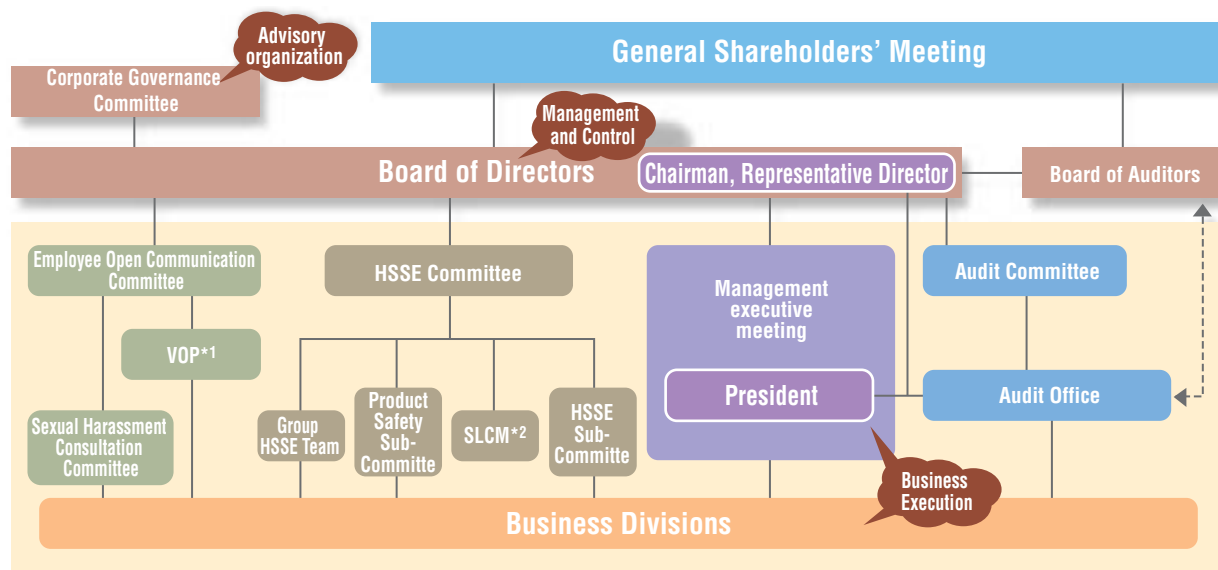 Advisory
organization
General Shareholders’ Meeting
Corporate Governance
Committee
Management
and Control
Board of Directors
Chairman, Representative Director
Board of Auditors
Employee Open Communication
Committee
HSSE Committee
Management
executive
meeting
Audit Committee
VOP*1
President
Audit Office
Sexual Harassment
Consultation
Committee
Group
HSSE Team
Product
Safety
Sub-
Committe
SLCM*2
HSSE
Sub-
Committe
Business
Execution
Business Divisions